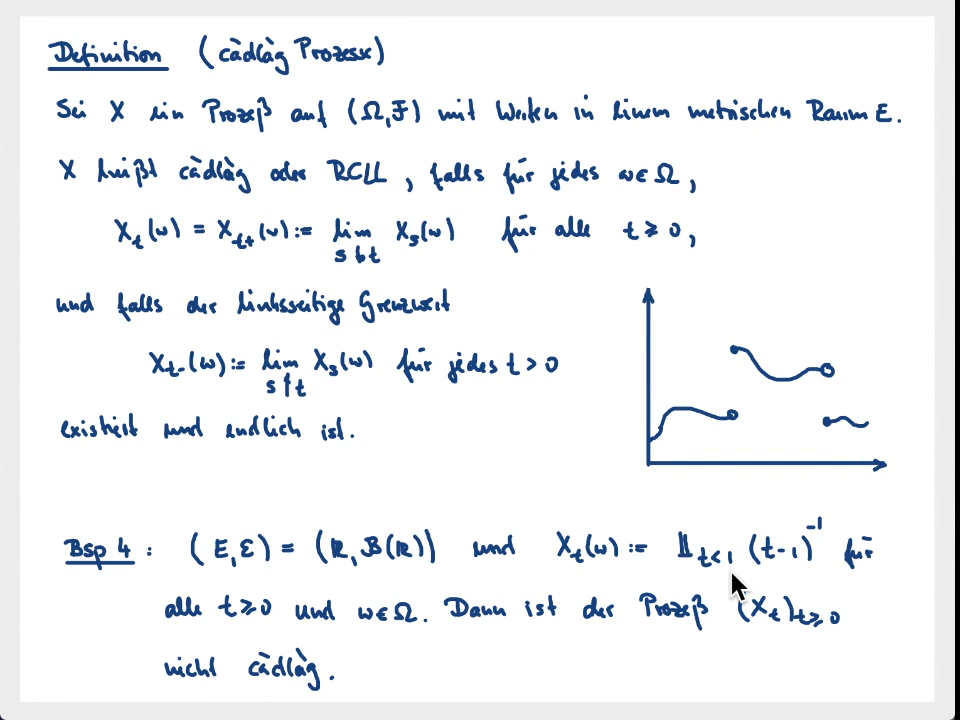 Definition (càdlàg Prozesse)
Sei X ein Prozeß auf (Ω,F) mit Werten in einem metrischen Raum E.
X heißt càdlàg oder RCLL, falls für jedes ω∈Ω,
X_t(ω) = X_{t+}(ω) := lim_{s↓t} X_s(ω) für alle t ≥ 0,
und falls der linksseitige Grenzwert
X_{t-}(ω) := lim_{s↑t} X_s(ω) für jedes t > 0
existiert und endlich ist.
Bsp 4: (E,ℰ) = (ℝ,ℬ(ℝ)) und X_t(ω) := 𝟙_{t<1} (t-1)^{-1} für
alle t≥0 und ω∈Ω. Dann ist der Prozeß (X_t)_{t≥0}
nicht càdlàg.